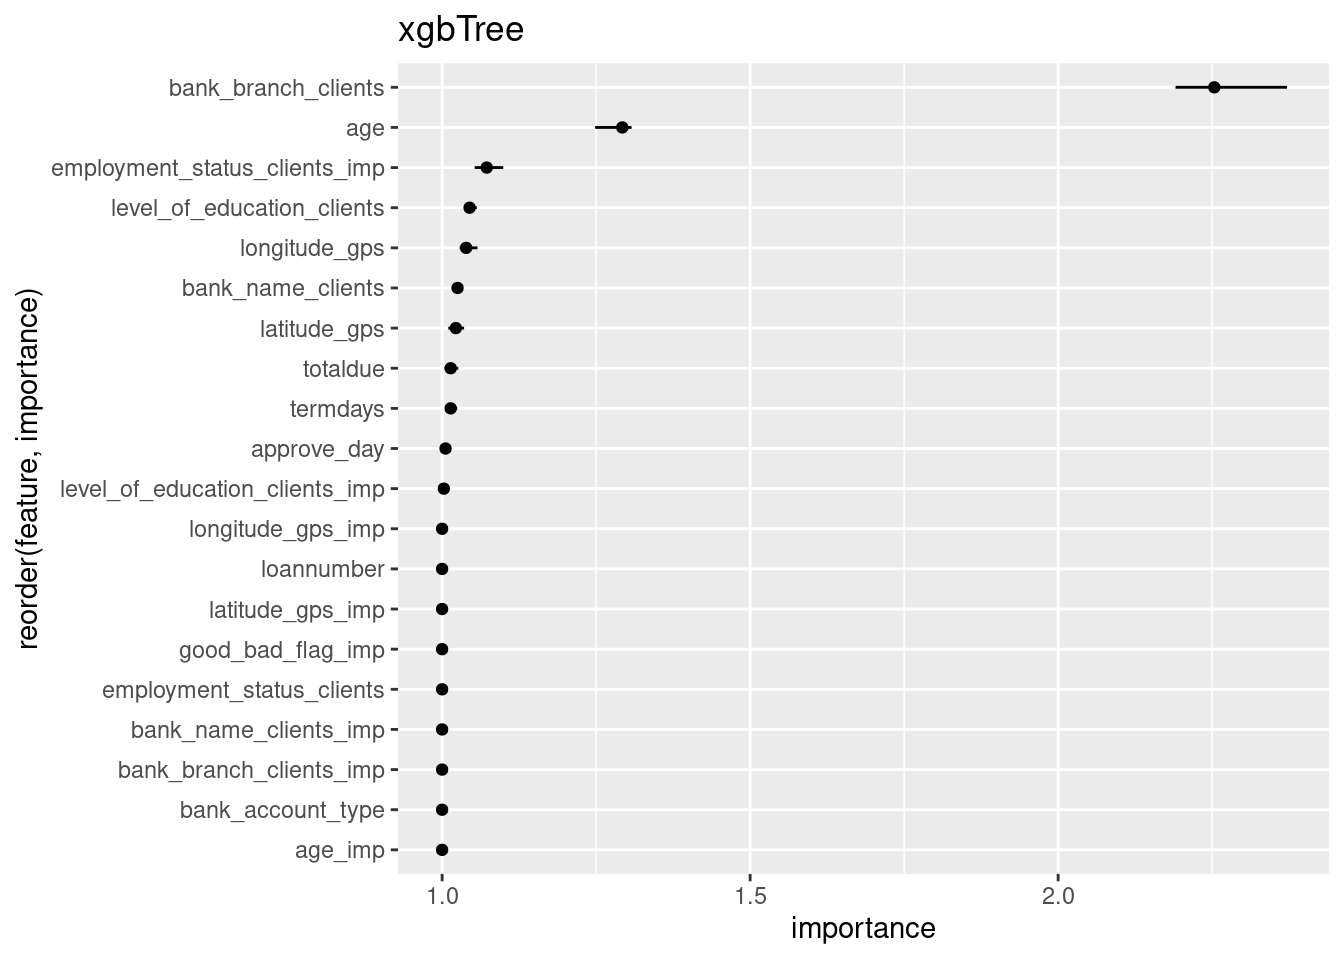 xgbTree
reorder(feature, importance)
bank_branch_clients
age
employment_status_clients_imp
level_of_education_clients
longitude_gps
bank_name_clients
latitude_gps
totaldue
termdays
approve_day
level_of_education_clients_imp
longitude_gps_imp
loannumber
latitude_gps_imp
good_bad_flag_imp
employment_status_clients
bank_name_clients_imp
bank_branch_clients_imp
bank_account_type
age_imp
1.0 1.5 2.0
importance